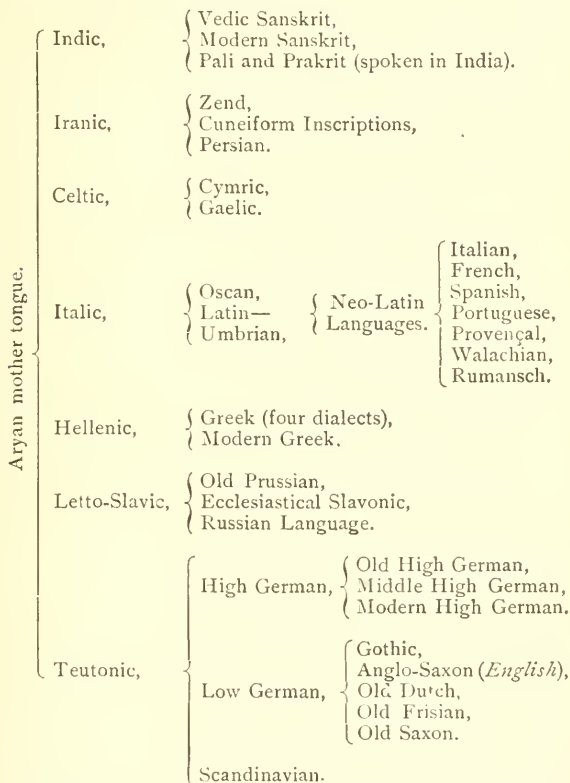 Aryan mother tongue.
Indic,
Vedic Sanskrit,
Modern Sanskrit,
Pali and Prakrit (spoken in India).
Iranic,
Zend,
Cuneiform Inscriptions,
Persian.
Celtic,
Cymric,
Gaelic.
Italic,
Oscan,
Latin—
Umbrian,
Neo-Latin
Languages.
Italian,
French,
Spanish,
Portuguese,
Provençal,
Walachian,
Rumansch.
Hellenic,
Greek (four dialects),
Modern Greek.
Letto-Slavic,
Old Prussian,
Ecclesiastical Slavonic,
Russian Language.
Teutonic,
High German,
Old High German,
Middle High German,
Modern High German.
Low German,
Gothic,
Anglo-Saxon (English),
Old Dutch,
Old Frisian,
Old Saxon.
Scandinavian.